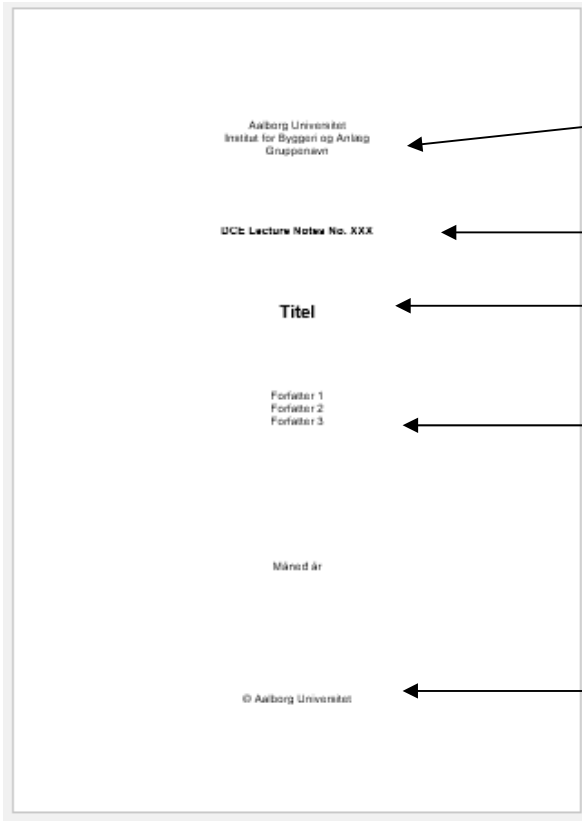 Aalborg Universitet
Institut for Byggeri og Anlæg
Gruppenavn
DCE Lecture Notes No. XXX
Titel
Forfatter 1
Forfatter 2
Forfatter 3
Måned år
© Aalborg Universitet